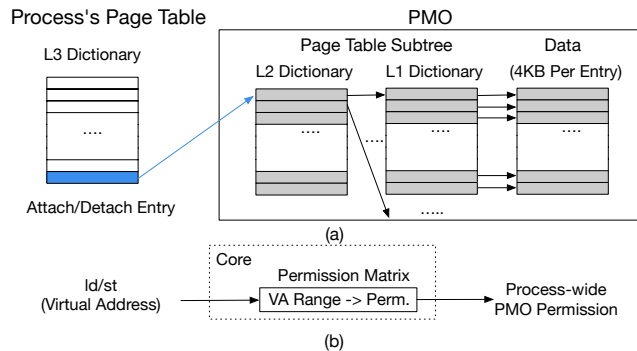 Process's Page Table
PMO
L3 Dictionary
Page Table Subtree
Data
L2 Dictionary
L1 Dictionary
(4KB Per Entry)
....
....
....
....
....
.....
Attach/Detach Entry
(a)
Core
Permission Matrix
ld/st
(Virtual Address)
VA Range -> Perm.
Process-wide
PMO Permission
(b)